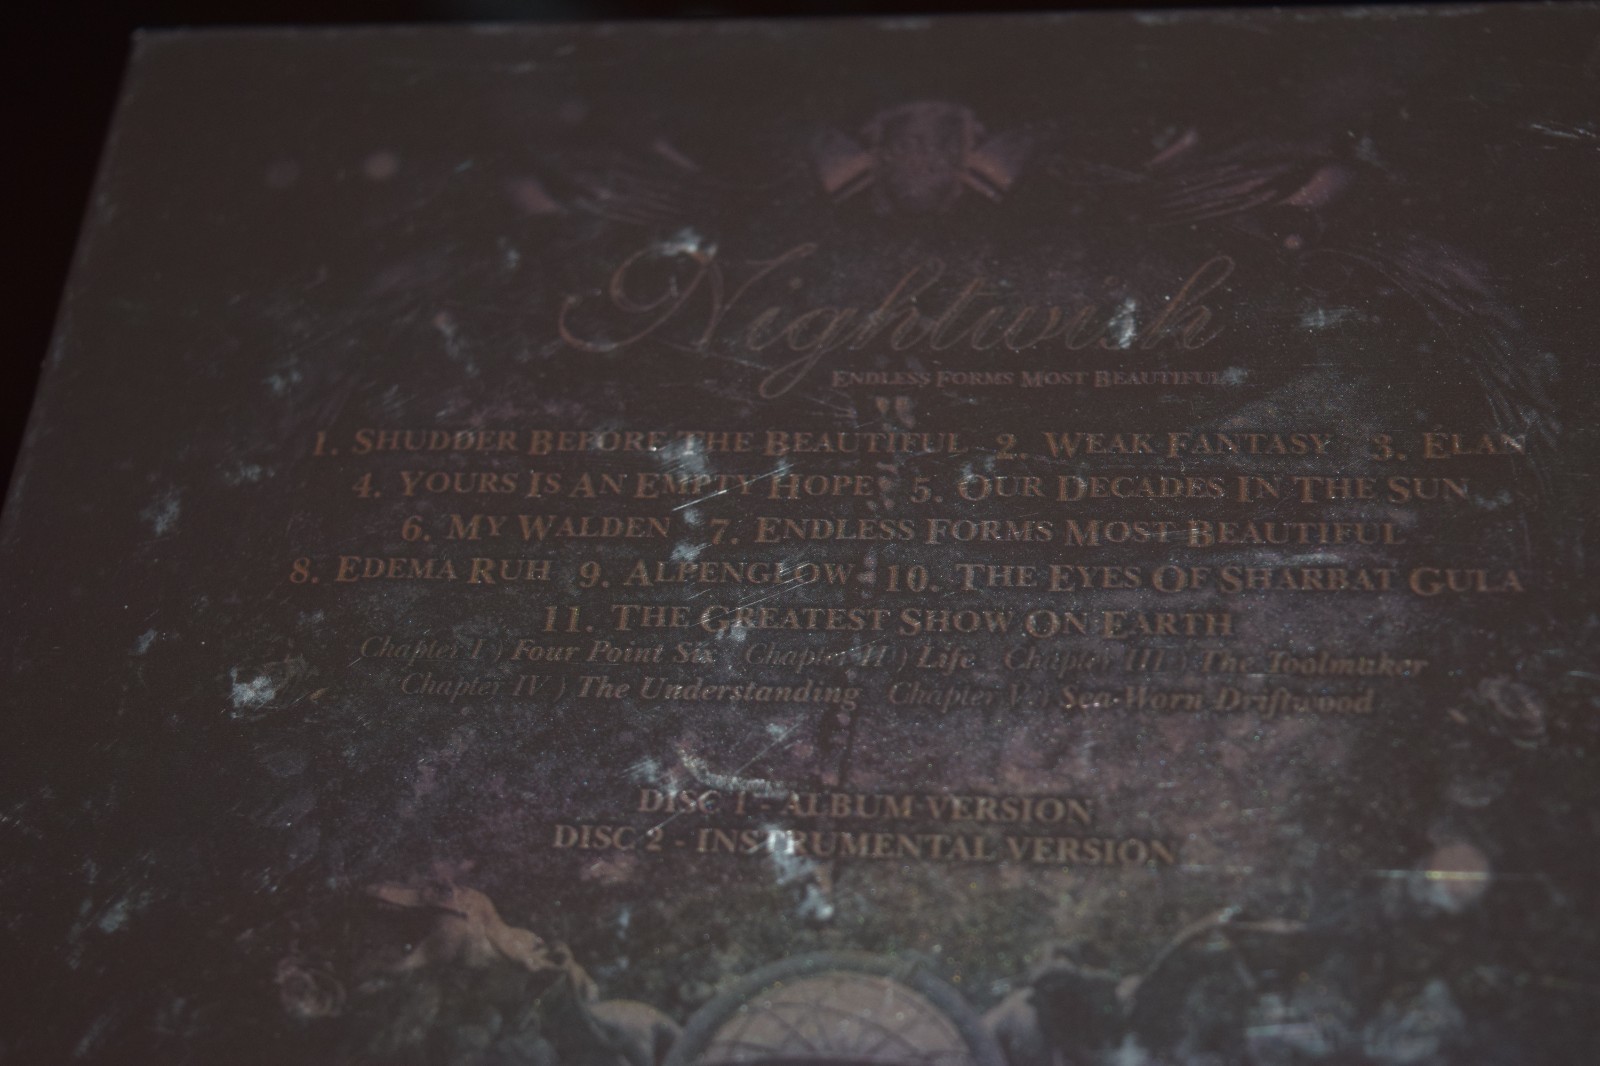 Nightwish
ENDLESS FORMS MOST BEAUTIFUL
1. SHUDDER BEFORE THE BEAUTIFUL 2. WEAK FANTASY 3. ELAN
4. YOURS IS AN EMPTY HOPE 5. OUR DECADES IN THE SUN
6. MY WALDEN 7. ENDLESS FORMS MOST BEAUTIFUL
8. EDEMA RUH 9. ALPENGLOW 10. THE EYES OF SHARBAT GULA
11. THE GREATEST SHOW ON EARTH
Chapter I ) Four Point Six Chapter II ) Life Chapter III ) The Toolmaker
Chapter IV ) The Understanding Chapter V ) Sea-Worn Driftwood
DISC 1 - ALBUM VERSION
DISC 2 - INSTRUMENTAL VERSION